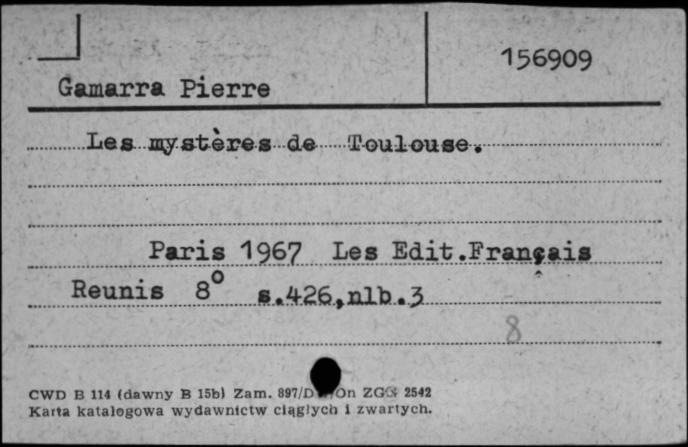 156909
Gamarra Pierre
Les mystères de Toulouse.
Paris 1967 Les Edit.Français
Reunis 8° s.426,nlb.3
8
CWD B 114 (dawny B 15b) Zam. 897/D On ZG 2542
Karta katalogowa wydawnictw ciągłych i zwartych.